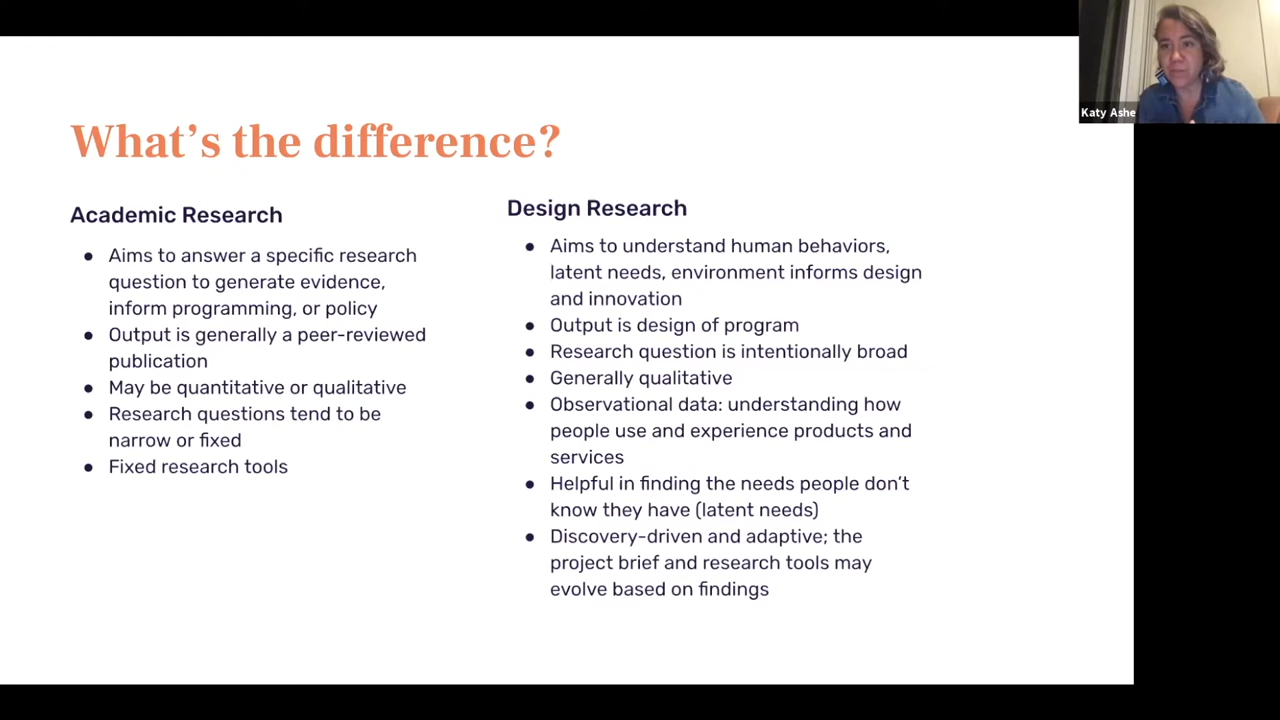 What's the difference?
Academic Research
● Aims to answer a specific research
question to generate evidence,
inform programming, or policy
● Output is generally a peer-reviewed
publication
● May be quantitative or qualitative
● Research questions tend to be
narrow or fixed
● Fixed research tools
Design Research
● Aims to understand human behaviors,
latent needs, environment informs design
and innovation
● Output is design of program
● Research question is intentionally broad
● Generally qualitative
● Observational data: understanding how
people use and experience products and
services
● Helpful in finding the needs people don't
know they have (latent needs)
● Discovery-driven and adaptive; the
project brief and research tools may
evolve based on findings
Katy Ashe